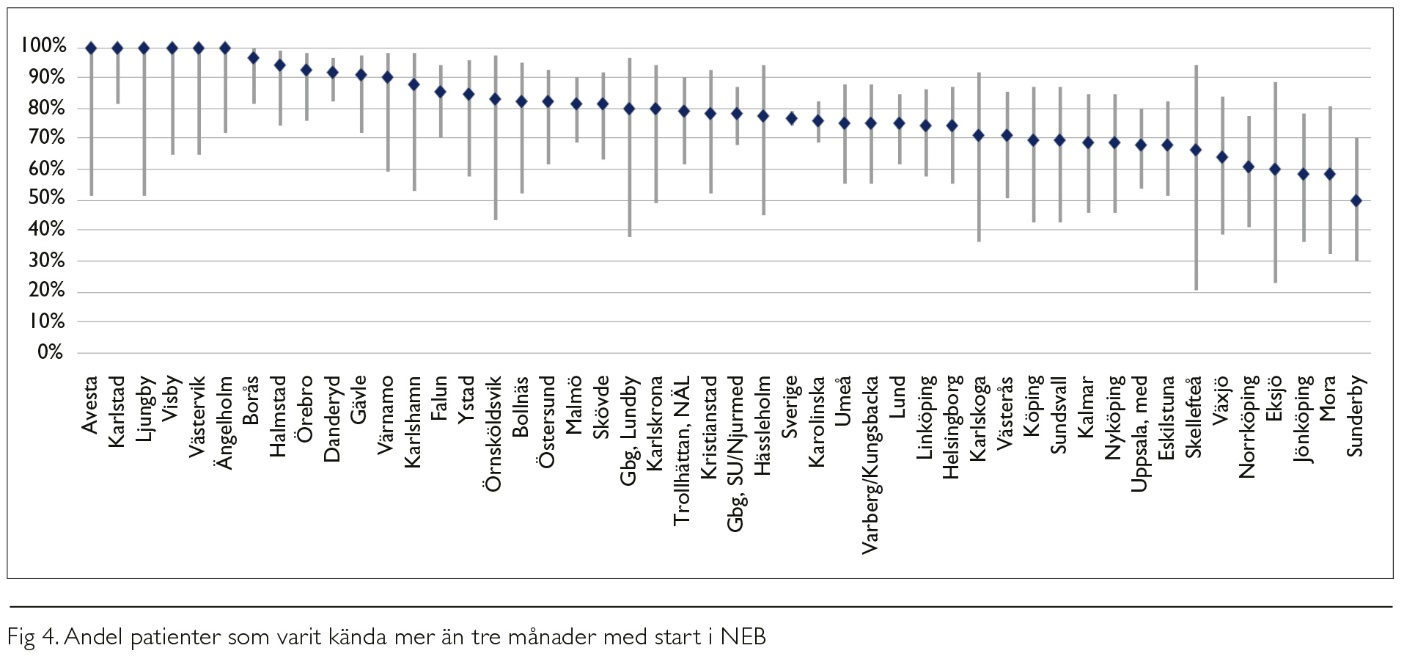 100%
90%
80%
70%
60%
50%
40%
30%
20%
10%
0%
Avesta
Karlstad
Ljungby
Visby
Västervik
Ängelholm
Borås
Halmstad
Örebro
Danderyd
Gävle
Värnamo
Karlshamn
Falun
Ystad
Örnsköldsvik
Bollnäs
Östersund
Malmö
Skövde
Gbg, Lundby
Karlskrona
Trollhättan, NÄL
Kristianstad
Gbg, SU/Njurmed
Hässleholm
Sverige
Karolinska
Umeå
Varberg/Kungsbacka
Lund
Linköping
Helsingborg
Karlskoga
Västerås
Köping
Sundsvall
Kalmar
Nyköping
Uppsala, med
Eskilstuna
Skellefteå
Växjö
Norrköping
Eksjö
Jönköping
Mora
Sunderby
Fig 4. Andel patienter som varit kända mer än tre månader med start i NEB